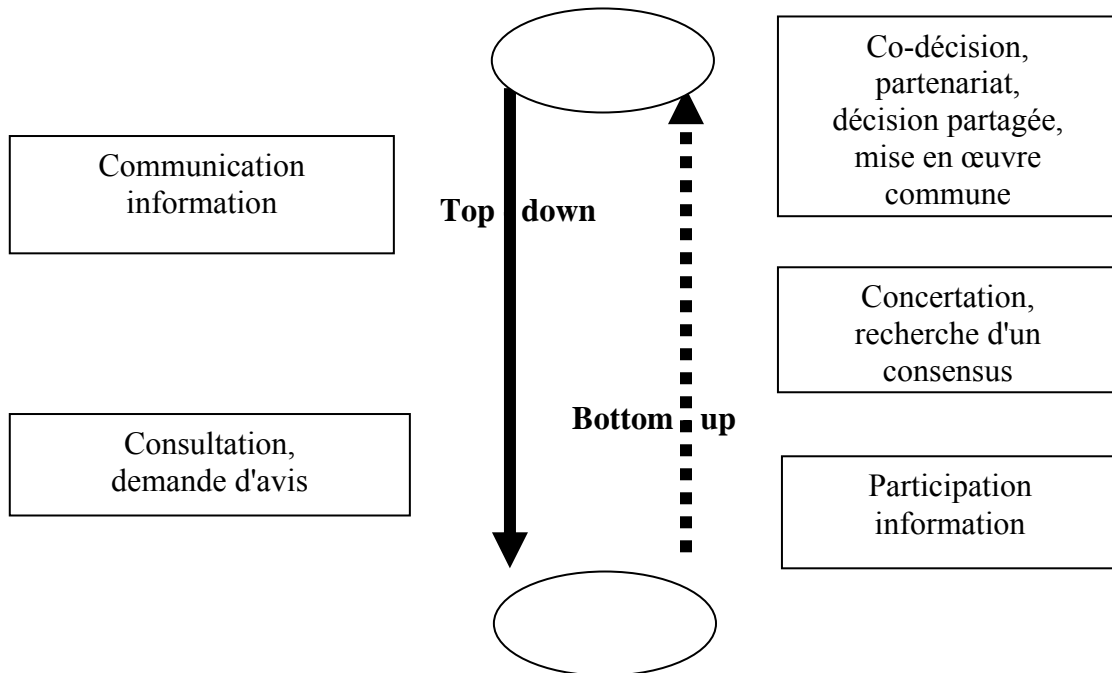 Communication
information
Consultation,
demande d'avis
Top down
Bottom up
Co-décision,
partenariat,
décision partagée,
mise en œuvre
commune
Concertation,
recherche d'un
consensus
Participation
information